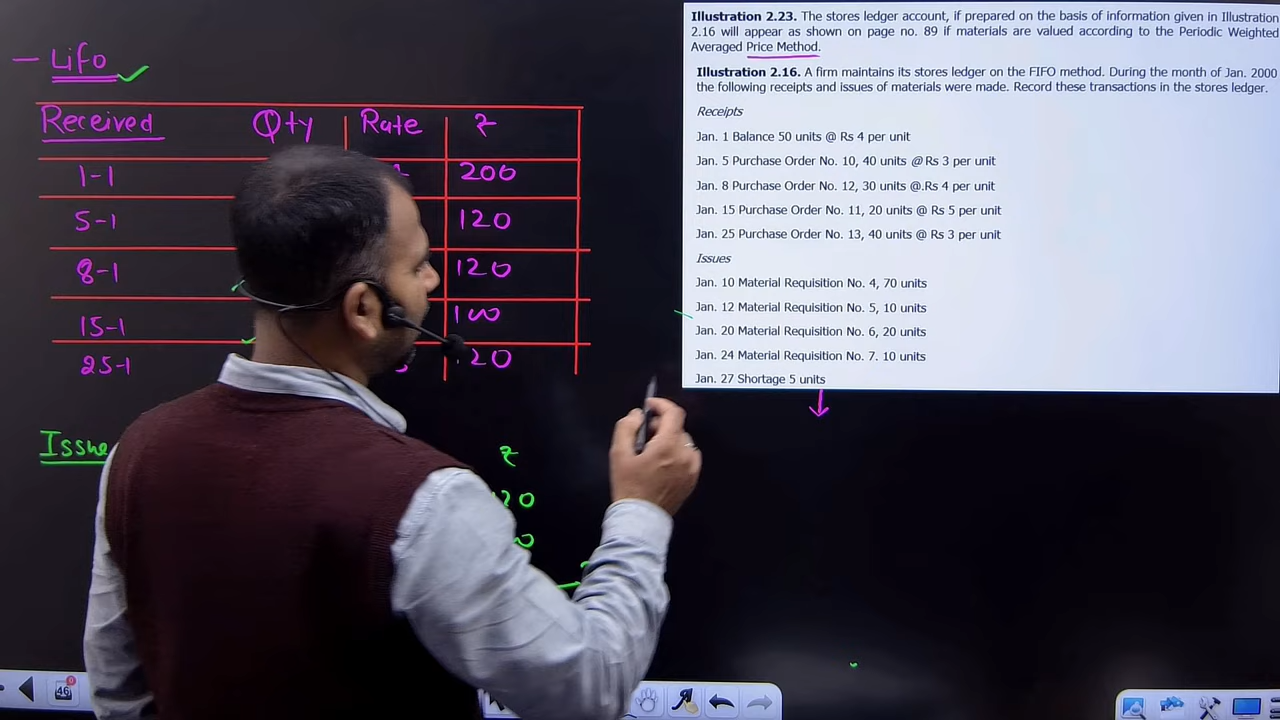 — Lifo
Received Qty Rate ₹
1-1 200
5-1 120
8-1 120
15-1 100
25-1 120
Issue ₹
Illustration 2.23. The stores ledger account, if prepared on the basis of information given in Illustration
2.16 will appear as shown on page no. 89 if materials are valued according to the Periodic Weighted
Averaged Price Method.
Illustration 2.16. A firm maintains its stores ledger on the FIFO method. During the month of Jan. 2000
the following receipts and issues of materials were made. Record these transactions in the stores ledger.
Receipts
Jan. 1 Balance 50 units @ Rs 4 per unit
Jan. 5 Purchase Order No. 10, 40 units @ Rs 3 per unit
Jan. 8 Purchase Order No. 12, 30 units @.Rs 4 per unit
Jan. 15 Purchase Order No. 11, 20 units @ Rs 5 per unit
Jan. 25 Purchase Order No. 13, 40 units @ Rs 3 per unit
Issues
Jan. 10 Material Requisition No. 4, 70 units
Jan. 12 Material Requisition No. 5, 10 units
Jan. 20 Material Requisition No. 6, 20 units
Jan. 24 Material Requisition No. 7. 10 units
Jan. 27 Shortage 5 units
46